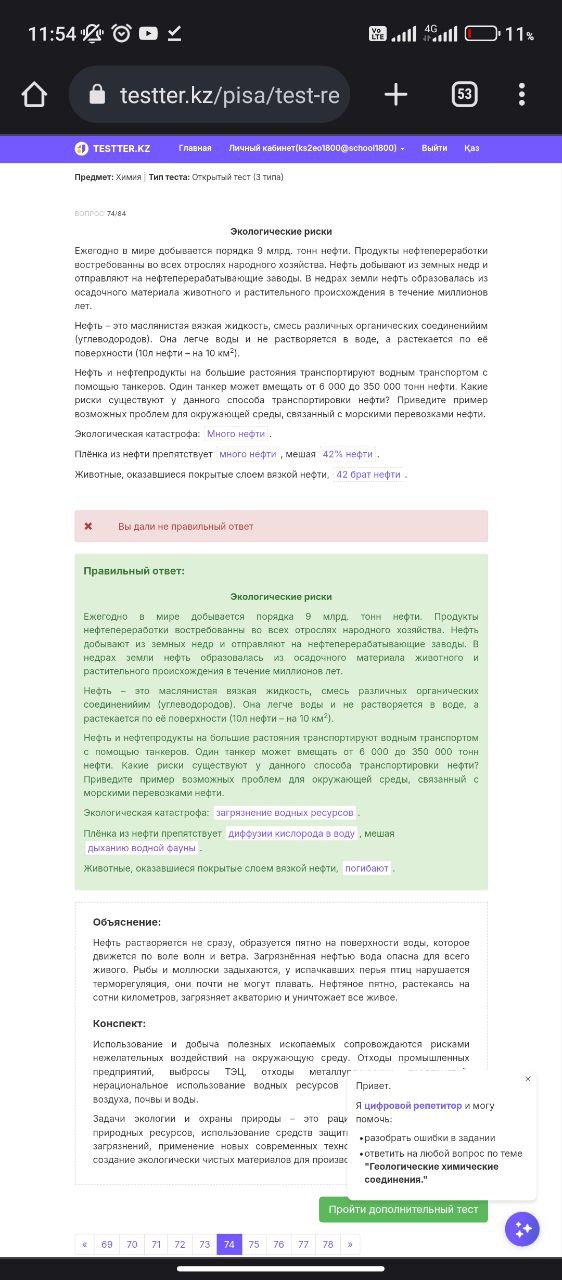 11:54
Vo LTE 4G 11%
testter.kz/pisa/test-re
53
TESTTER.KZ Главная Личный кабинет(ks2eo1800@school1800) Выйти Қаз
Предмет: Химия | Тип теста: Открытый тест (3 типа)
ВОПРОС 74/84
Экологические риски
Ежегодно в мире добывается порядка 9 млрд. тонн нефти. Продукты нефтепереработки
востребованны во всех отрослях народного хозяйства. Нефть добывают из земных недр и
отправляют на нефтеперерабатывающие заводы. В недрах земли нефть образовалась из
осадочного материала животного и растительного происхождения в течение миллионов
лет.
Нефть – это маслянистая вязкая жидкость, смесь различных органических соединенийим
(углеводородов). Она легче воды и не растворяется в воде, а растекается по её
поверхности (10л нефти – на 10 км²).
Нефть и нефтепродукты на большие растояния транспортируют водным транспортом с
помощью танкеров. Один танкер может вмещать от 6 000 до 350 000 тонн нефти. Какие
риски существуют у данного способа транспортировки нефти? Приведите пример
возможных проблем для окружающей среды, связанный с морскими перевозками нефти.
Экологическая катастрофа: Много нефти .
Плёнка из нефти препятствует много нефти , мешая 42% нефти .
Животные, оказавшиеся покрытые слоем вязкой нефти, 42 брат нефти .
Вы дали не правильный ответ
Правильный ответ:
Экологические риски
Ежегодно в мире добывается порядка 9 млрд. тонн нефти. Продукты
нефтепереработки востребованны во всех отрослях народного хозяйства. Нефть
добывают из земных недр и отправляют на нефтеперерабатывающие заводы. В
недрах земли нефть образовалась из осадочного материала животного и
растительного происхождения в течение миллионов лет.
Нефть – это маслянистая вязкая жидкость, смесь различных органических
соединенийим (углеводородов). Она легче воды и не растворяется в воде, а
растекается по её поверхности (10л нефти – на 10 км²).
Нефть и нефтепродукты на большие растояния транспортируют водным транспортом
с помощью танкеров. Один танкер может вмещать от 6 000 до 350 000 тонн
нефти. Какие риски существуют у данного способа транспортировки нефти?
Приведите пример возможных проблем для окружающей среды, связанный с
морскими перевозками нефти.
Экологическая катастрофа: загрязнение водных ресурсов .
Плёнка из нефти препятствует диффузии кислорода в воду , мешая
дыханию водной фауны .
Животные, оказавшиеся покрытые слоем вязкой нефти, погибают .
Объяснение:
Нефть растворяется не сразу, образуется пятно на поверхности воды, которое
движется по воле волн и ветра. Загрязнённая нефтью вода опасна для всего
живого. Рыбы и моллюски задыхаются, у испачкавших перья птиц нарушается
терморегуляция, они почти не могут плавать. Нефтяное пятно, растекаясь на
сотни километров, загрязняет акваторию и уничтожает все живое.
Конспект:
Использование и добыча полезных ископаемых сопровождаются рисками
нежелательных воздействий на окружающую среду. Отходы промышленных
предприятий, выбросы ТЭЦ, отходы
нерациональное использование водных ресурсов
воздуха, почвы и воды.
Задачи экологии и охраны природы – это
природных ресурсов, использование средств
загрязнений, применение новых современных
создание экологически чистых материалов для
Привет.
Я цифровой репетитор и могу
помочь:
•разобрать ошибки в задании
•ответить на любой вопрос по теме
"Геологические химические
соединения."
Пройти дополнительный тест
« 69 70 71 72 73 74 75 76 77 78 »